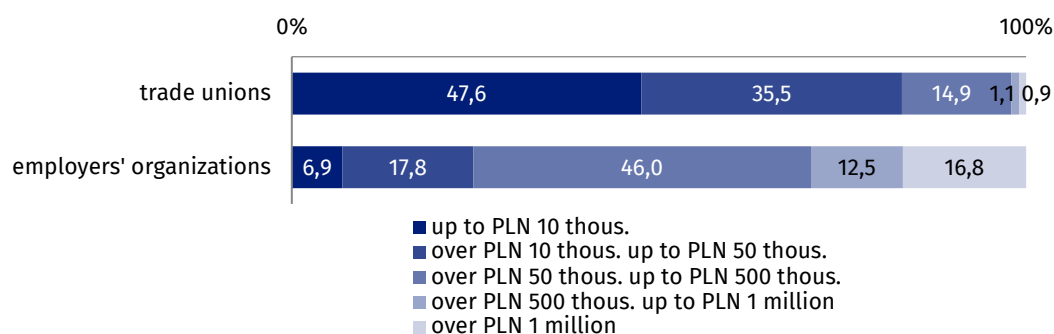 0% 100%
trade unions 47,6 35,5 14,9 1,1 0,9
employers' organizations 6,9 17,8 46,0 12,5 16,8
up to PLN 10 thous.
over PLN 10 thous. up to PLN 50 thous.
over PLN 50 thous. up to PLN 500 thous.
over PLN 500 thous. up to PLN 1 million
over PLN 1 million